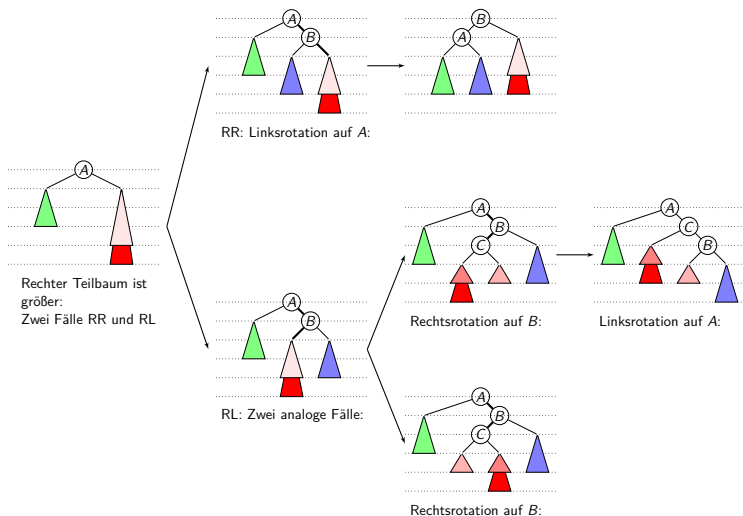 A
B
B
A
RR: Linksrotation auf A:
A
Rechter Teilbaum ist
größer:
Zwei Fälle RR und RL
A
B
C
Rechtsrotation auf B:
A
C
B
Linksrotation auf A:
A
B
RL: Zwei analoge Fälle:
A
B
C
Rechtsrotation auf B: